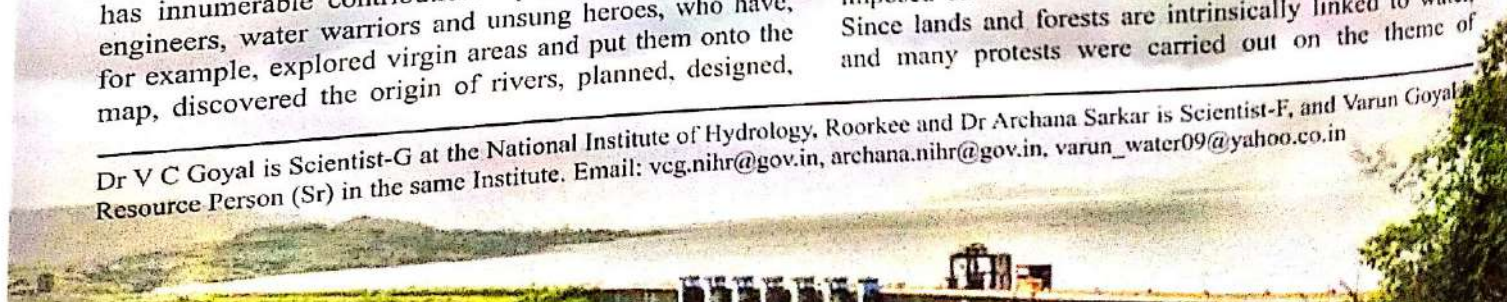 has innumerable
engineers, water warriors and unsung heroes, who have,
for example, explored virgin areas and put them onto the
map, discovered the origin of rivers, planned, designed,
Since lands and forests are intrinsically linked to
and many protests were carried out on the theme of
Dr V C Goyal is Scientist-G at the National Institute of Hydrology, Roorkee and Dr Archana Sarkar is Scientist-F, and Varun Goyal
Resource Person (Sr) in the same Institute. Email: vcg.nihr@gov.in, archana.nihr@gov.in, varun_water09@yahoo.co.in